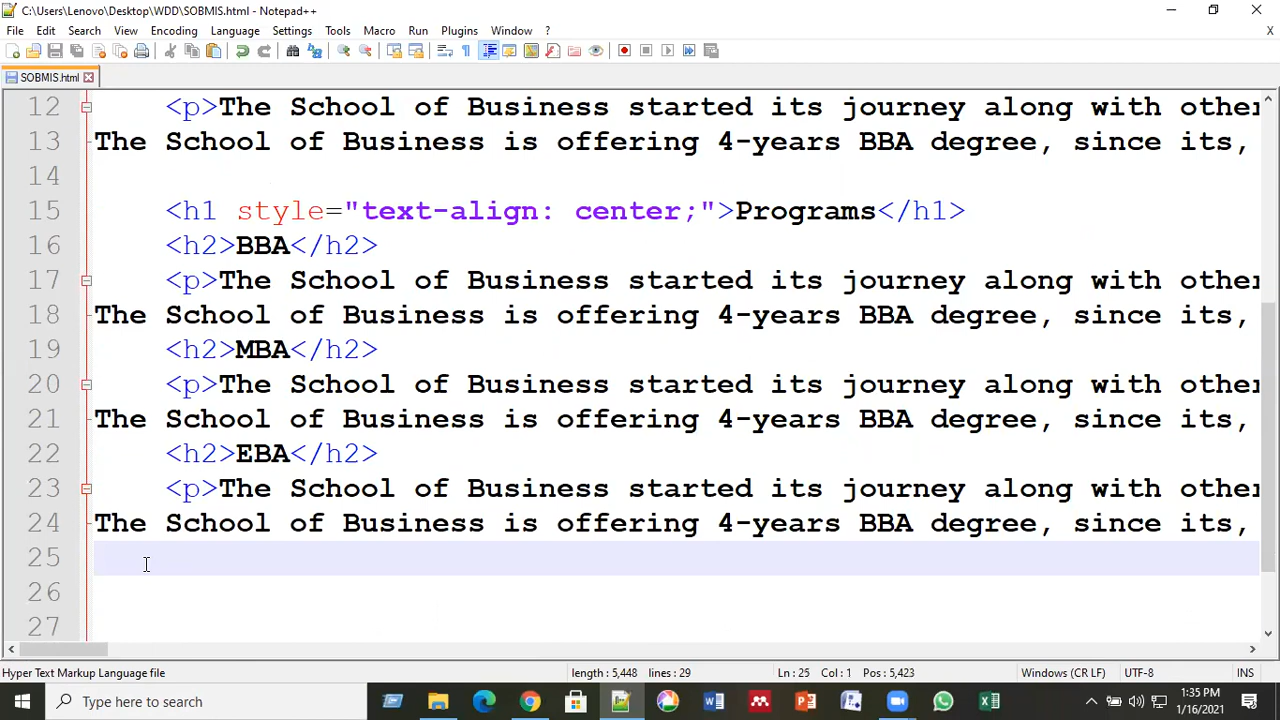 C:\Users\Lenovo\Desktop\WDD\SOBMIS.html - Notepad++
File Edit Search View Encoding Language Settings Tools Macro Run Plugins Window ? X
SOBMIS.html
12 <p>The School of Business started its journey along with other
13 The School of Business is offering 4-years BBA degree, since its,
14
15 <h1 style="text-align: center;">Programs</h1>
16 <h2>BBA</h2>
17 <p>The School of Business started its journey along with other
18 The School of Business is offering 4-years BBA degree, since its,
19 <h2>MBA</h2>
20 <p>The School of Business started its journey along with other
21 The School of Business is offering 4-years BBA degree, since its,
22 <h2>EBA</h2>
23 <p>The School of Business started its journey along with other
24 The School of Business is offering 4-years BBA degree, since its,
25
26
27
Hyper Text Markup Language file length : 5,448 lines : 29 Ln : 25 Col : 1 Pos : 5,423 Windows (CR LF) UTF-8 INS
Type here to search
1:35 PM
1/16/2021